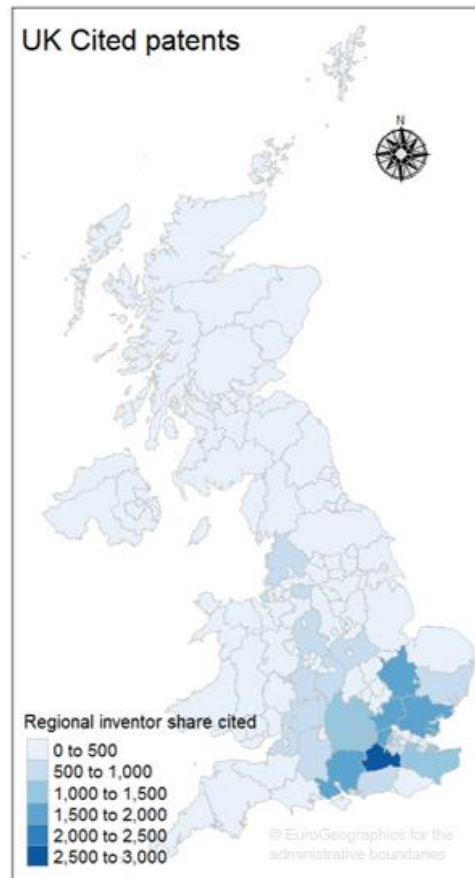 UK Cited patents
N
Regional inventor share cited
0 to 500
500 to 1,000
1,000 to 1,500
1,500 to 2,000
2,000 to 2,500
2,500 to 3,000
© EuroGeographics for the
administrative boundaries